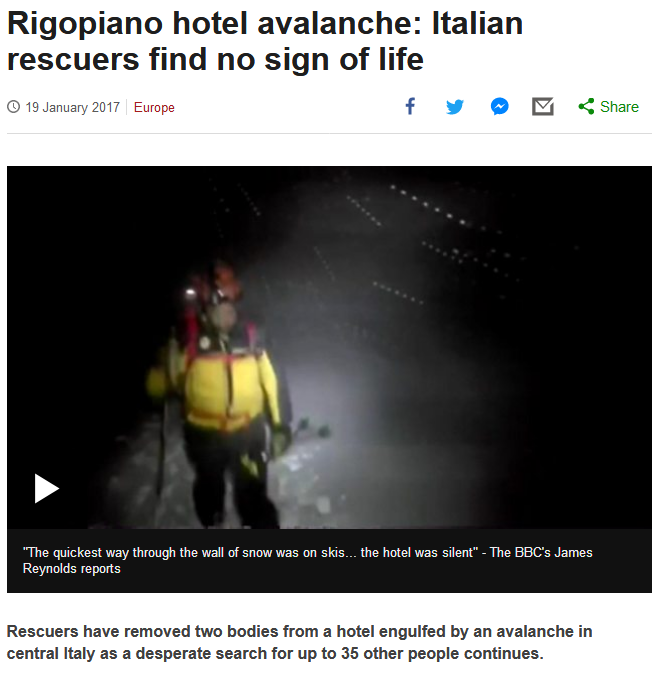 Rigopiano hotel avalanche: Italian
rescuers find no sign of life
19 January 2017 Europe
Share
"The quickest way through the wall of snow was on skis... the hotel was silent" - The BBC's James
Reynolds reports
Rescuers have removed two bodies from a hotel engulfed by an avalanche in
central Italy as a desperate search for up to 35 other people continues.